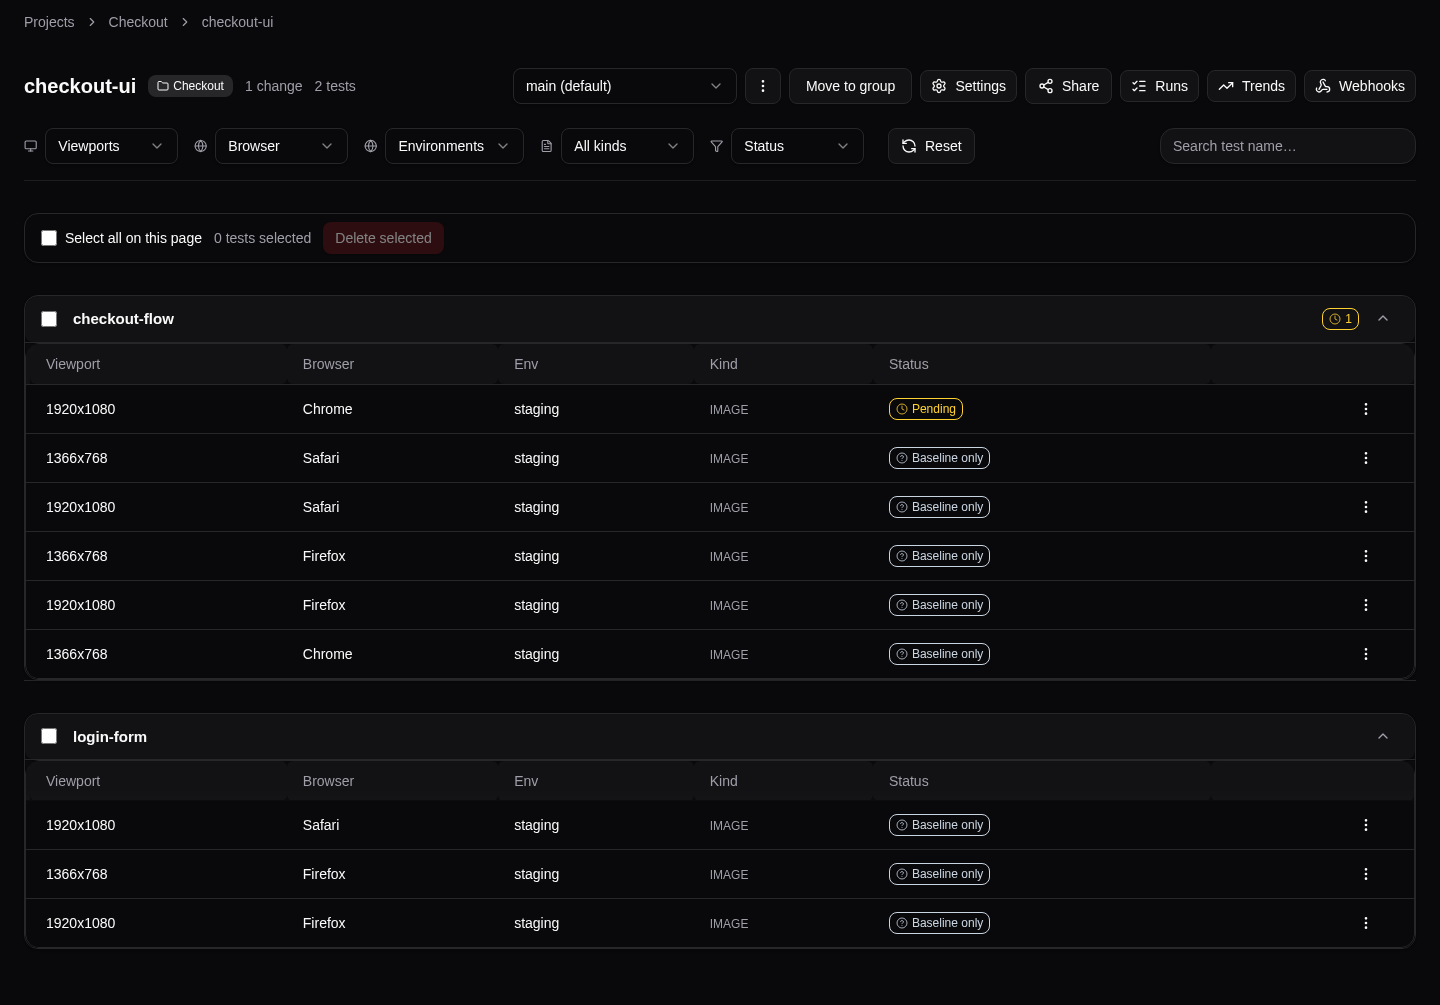 Projects > Checkout > checkout-ui
checkout-ui Checkout 1 change 2 tests main (default) Move to group Settings Share Runs Trends Webhooks
Viewports Browser Environments All kinds Status Reset Search test name…
Select all on this page 0 tests selected Delete selected
checkout-flow 1
Viewport Browser Env Kind Status
1920x1080 Chrome staging IMAGE Pending
1366x768 Safari staging IMAGE Baseline only
1920x1080 Safari staging IMAGE Baseline only
1366x768 Firefox staging IMAGE Baseline only
1920x1080 Firefox staging IMAGE Baseline only
1366x768 Chrome staging IMAGE Baseline only
login-form
Viewport Browser Env Kind Status
1920x1080 Safari staging IMAGE Baseline only
1366x768 Firefox staging IMAGE Baseline only
1920x1080 Firefox staging IMAGE Baseline only